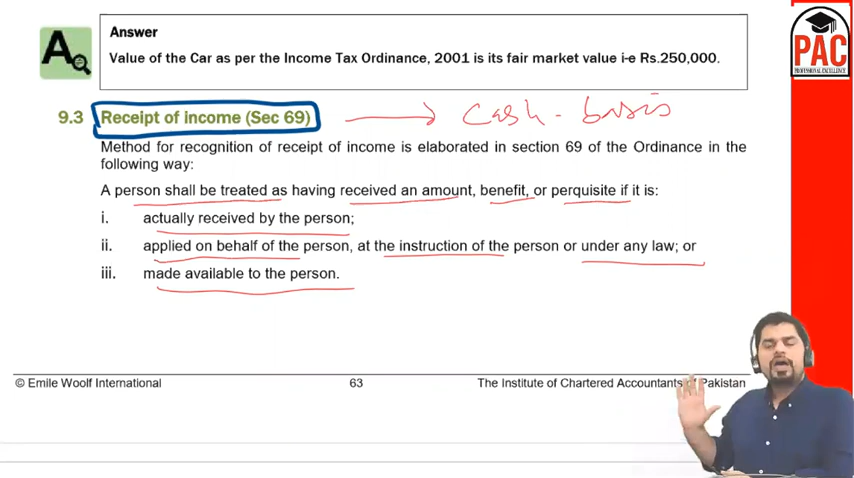 Answer
Value of the Car as per the Income Tax Ordinance, 2001 is its fair market value i-e Rs.250,000.
PAC
PROFESSIONAL EXCELLENCE
9.3 Receipt of income (Sec 69)
Cash - basis
Method for recognition of receipt of income is elaborated in section 69 of the Ordinance in the
following way:
A person shall be treated as having received an amount, benefit, or perquisite if it is:
i. actually received by the person;
ii. applied on behalf of the person, at the instruction of the person or under any law; or
iii. made available to the person.
© Emile Woolf International 63 The Institute of Chartered Accountants of Pakistan